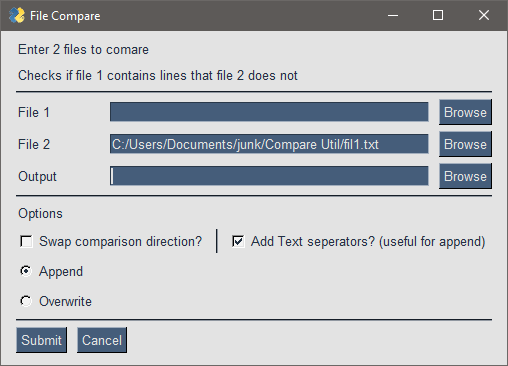 File Compare
Enter 2 files to comare
Checks if file 1 contains lines that file 2 does not
File 1 Browse
File 2 C:/Users/Documents/junk/Compare Util/fil1.txt Browse
Output Browse
Options
Swap comparison direction? Add Text seperators? (useful for append)
Append
Overwrite
Submit Cancel